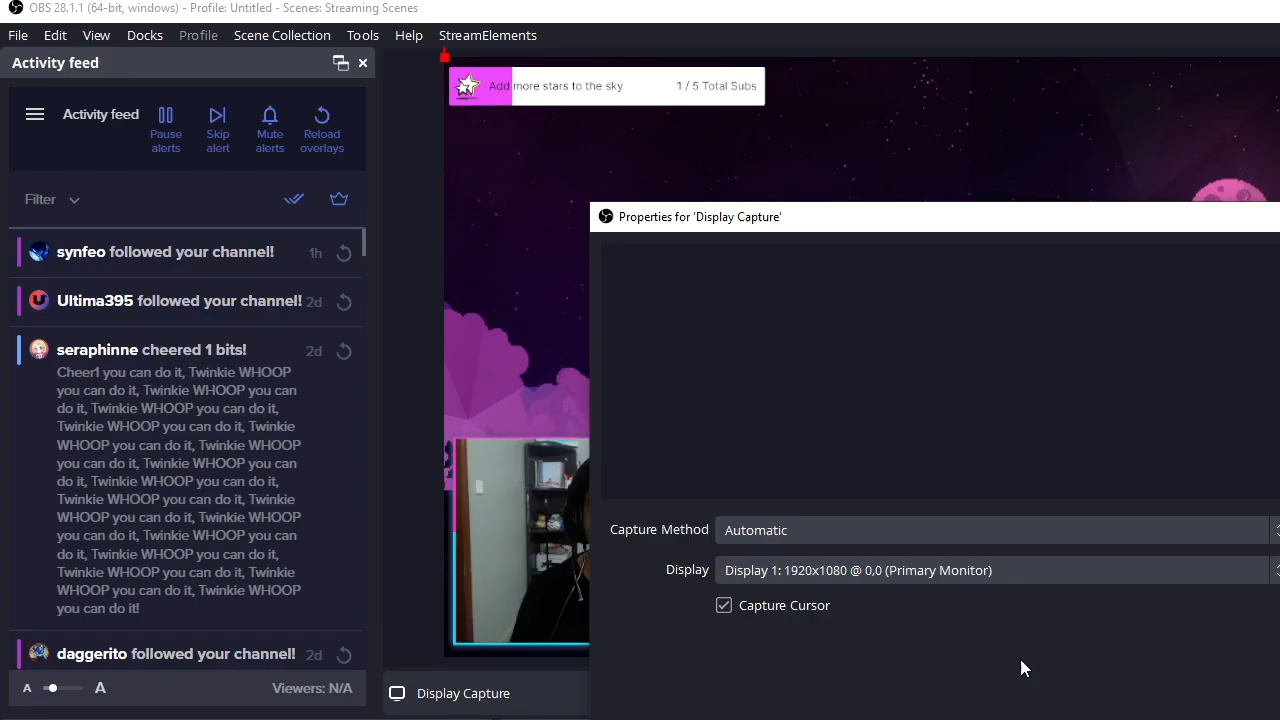 OBS 28.1.1 (64-bit, windows) - Profile: Untitled - Scenes: Streaming Scenes
File Edit View Docks Profile Scene Collection Tools Help StreamElements
Activity feed
Activity feed
Pause alerts
Skip alert
Mute alerts
Reload overlays
Filter
synfeo followed your channel! 1h
Ultima395 followed your channel! 2d
seraphinne cheered 1 bits! 2d
Cheer1 you can do it, Twinkie WHOOP
you can do it, Twinkie WHOOP you can
do it, Twinkie WHOOP you can do it,
Twinkie WHOOP you can do it, Twinkie
WHOOP you can do it, Twinkie WHOOP
you can do it, Twinkie WHOOP you can
do it, Twinkie WHOOP you can do it,
Twinkie WHOOP you can do it, Twinkie
WHOOP you can do it, Twinkie WHOOP
you can do it, Twinkie WHOOP you can
do it, Twinkie WHOOP you can do it,
Twinkie WHOOP you can do it, Twinkie
WHOOP you can do it, Twinkie WHOOP
you can do it!
daggerito followed your channel! 2d
A A Viewers: N/A
Add more stars to the sky 1 / 5 Total Subs
Properties for 'Display Capture'
Capture Method Automatic
Display Display 1: 1920x1080 @ 0,0 (Primary Monitor)
Capture Cursor
Display Capture